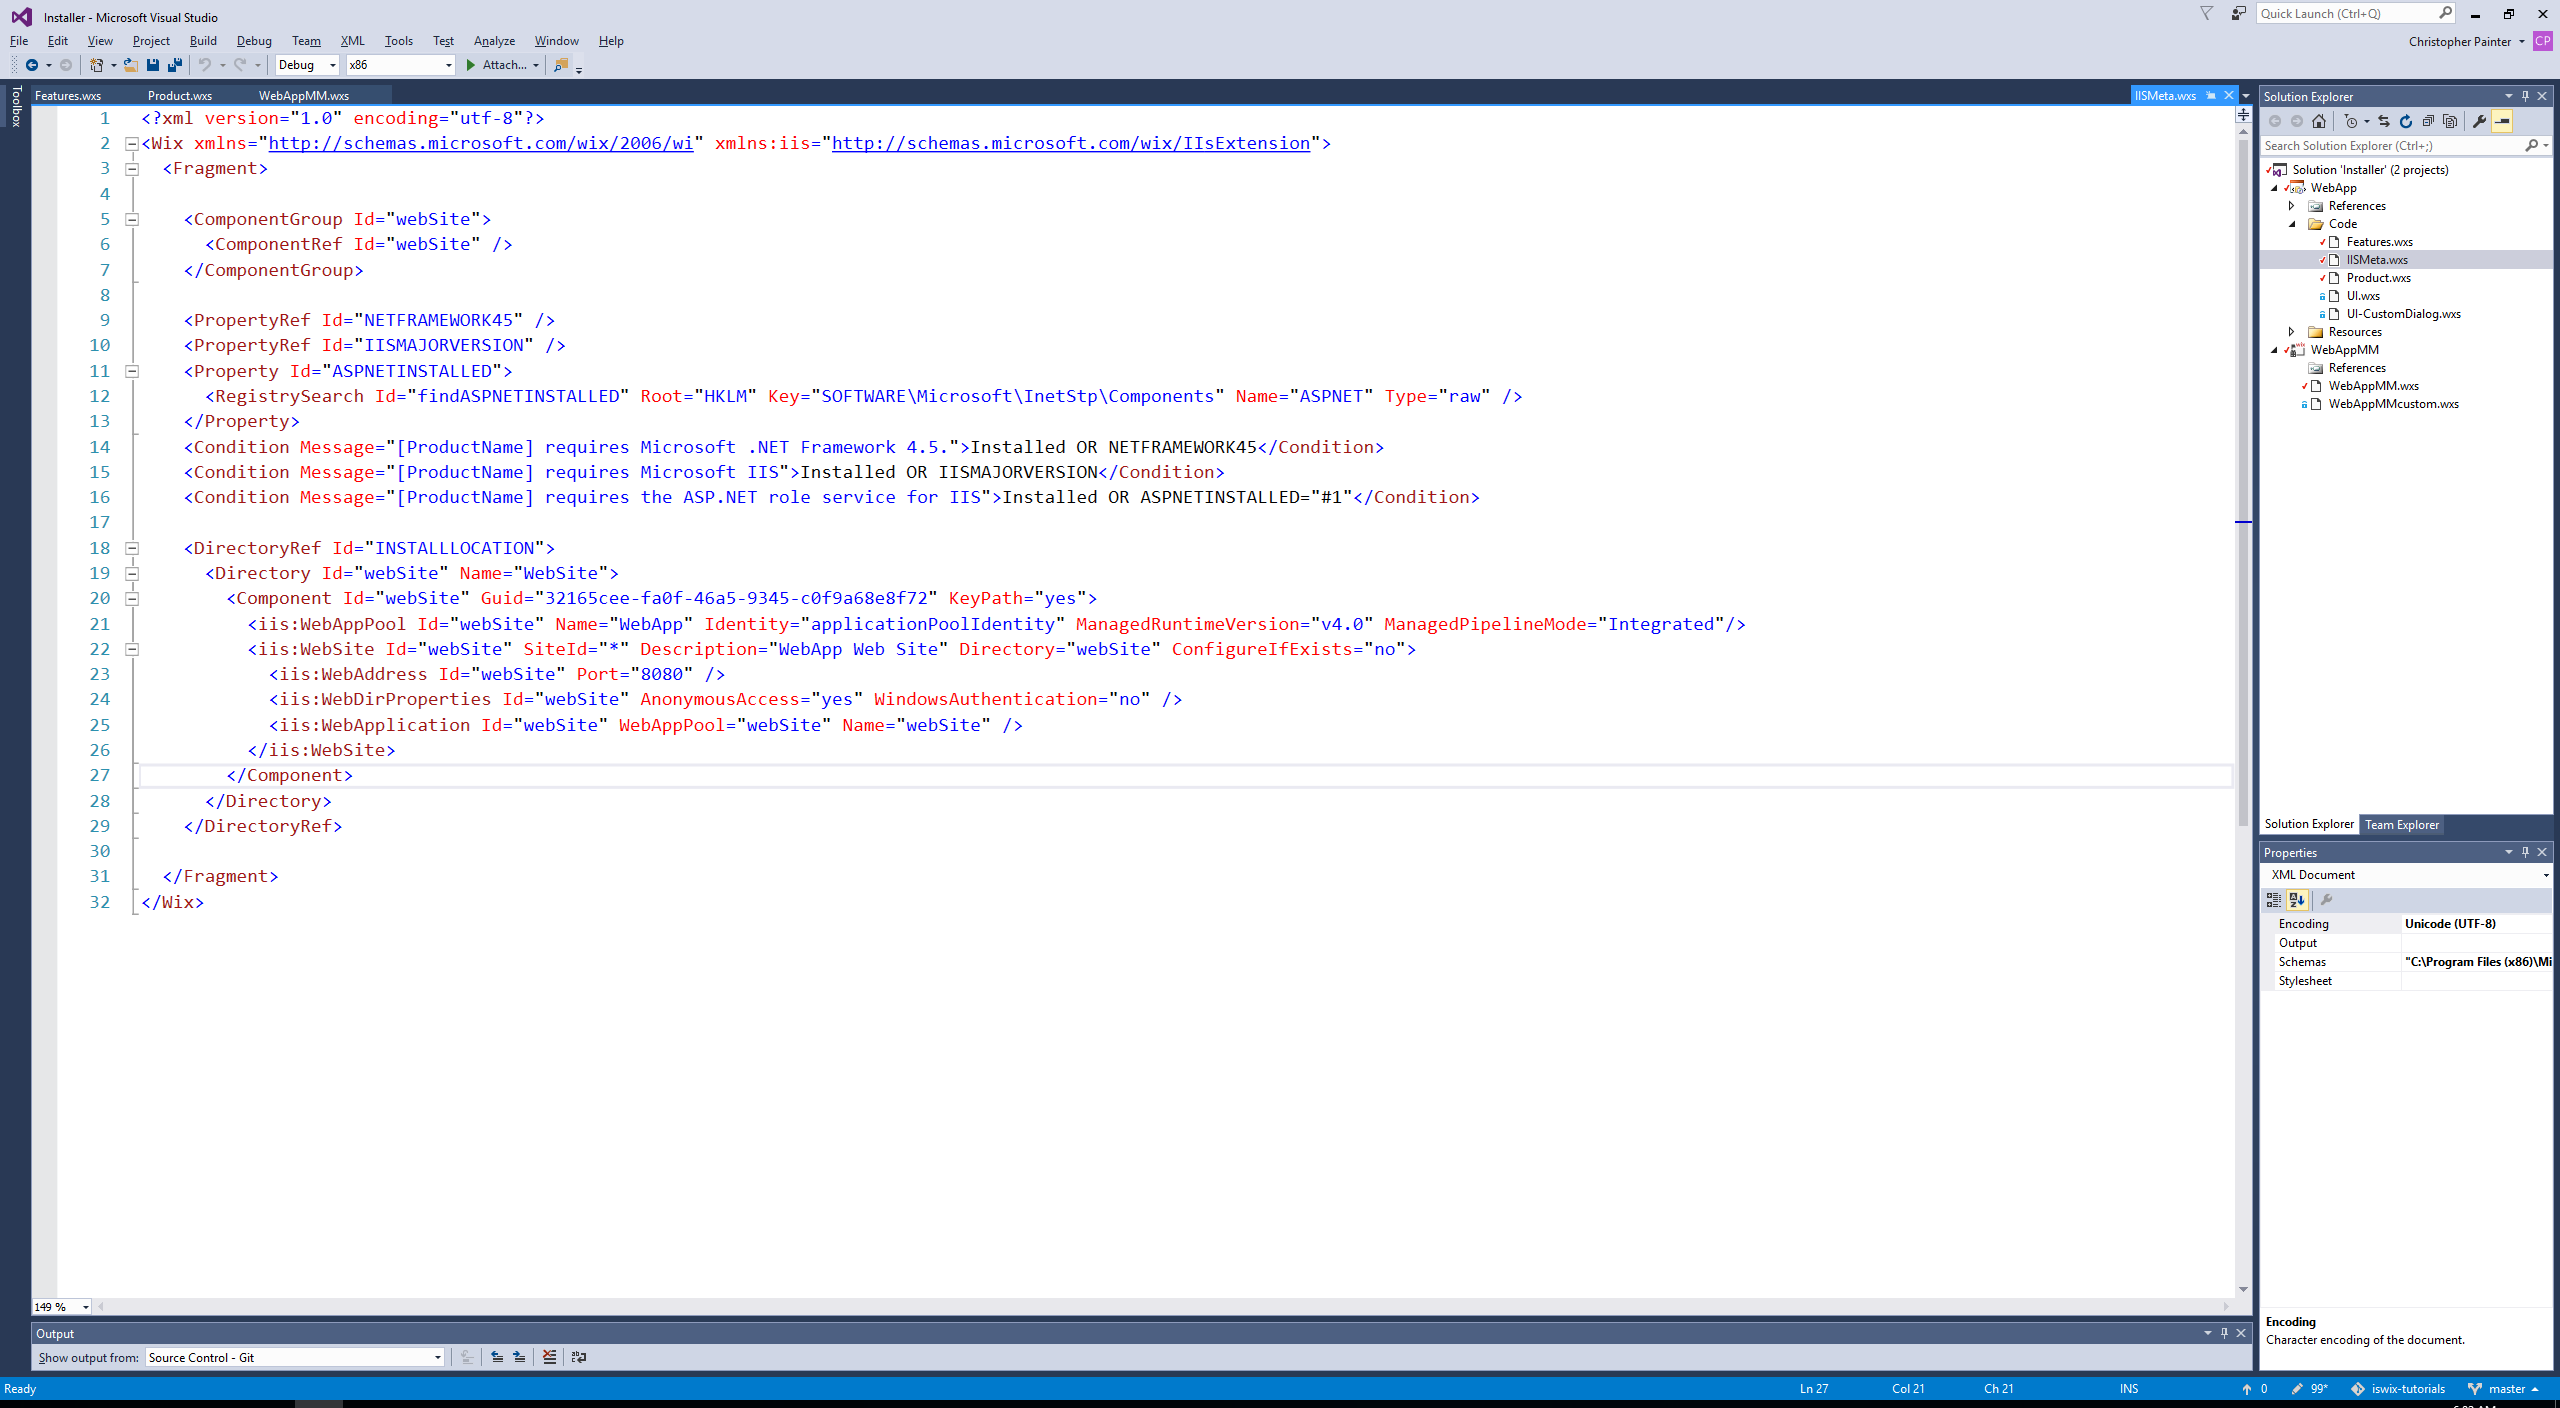 Installer - Microsoft Visual Studio
Quick Launch (Ctrl+Q)
File Edit View Project Build Debug Team XML Tools Test Analyze Window Help
Christopher Painter CP
Debug x86 Attach...
Toolbox
Features.wxs Product.wxs WebAppMM.wxs IISMeta.wxs
1 <?xml version="1.0" encoding="utf-8"?>
2 <Wix xmlns="http://schemas.microsoft.com/wix/2006/wi" xmlns:iis="http://schemas.microsoft.com/wix/IIsExtension">
3 <Fragment>
4
5 <ComponentGroup Id="webSite">
6 <ComponentRef Id="webSite" />
7 </ComponentGroup>
8
9 <PropertyRef Id="NETFRAMEWORK45" />
10 <PropertyRef Id="IISMAJORVERSION" />
11 <Property Id="ASPNETINSTALLED">
12 <RegistrySearch Id="findASPNETINSTALLED" Root="HKLM" Key="SOFTWARE\Microsoft\InetStp\Components" Name="ASPNET" Type="raw" />
13 </Property>
14 <Condition Message="[ProductName] requires Microsoft .NET Framework 4.5.">Installed OR NETFRAMEWORK45</Condition>
15 <Condition Message="[ProductName] requires Microsoft IIS">Installed OR IISMAJORVERSION</Condition>
16 <Condition Message="[ProductName] requires the ASP.NET role service for IIS">Installed OR ASPNETINSTALLED="#1"</Condition>
17
18 <DirectoryRef Id="INSTALLLOCATION">
19 <Directory Id="webSite" Name="WebSite">
20 <Component Id="webSite" Guid="32165cee-fa0f-46a5-9345-c0f9a68e8f72" KeyPath="yes">
21 <iis:WebAppPool Id="webSite" Name="WebApp" Identity="applicationPoolIdentity" ManagedRuntimeVersion="v4.0" ManagedPipelineMode="Integrated"/>
22 <iis:WebSite Id="webSite" SiteId="*" Description="WebApp Web Site" Directory="webSite" ConfigureIfExists="no">
23 <iis:WebAddress Id="webSite" Port="8080" />
24 <iis:WebDirProperties Id="webSite" AnonymousAccess="yes" WindowsAuthentication="no" />
25 <iis:WebApplication Id="webSite" WebAppPool="webSite" Name="webSite" />
26 </iis:WebSite>
27 </Component>
28 </Directory>
29 </DirectoryRef>
30
31 </Fragment>
32 </Wix>
149 %
Output
Show output from: Source Control - Git
Solution Explorer
Search Solution Explorer (Ctrl+;)
Solution 'Installer' (2 projects)
WebApp
References
Code
Features.wxs
IISMeta.wxs
Product.wxs
UI.wxs
UI-CustomDialog.wxs
Resources
WebAppMM
References
WebAppMM.wxs
WebAppMMcustom.wxs
Solution Explorer Team Explorer
Properties
XML Document
Encoding Unicode (UTF-8)
Output
Schemas "C:\Program Files (x86)\Mi
Stylesheet
Encoding
Character encoding of the document.
Ready Ln 27 Col 21 Ch 21 INS 0 99* iswix-tutorials master